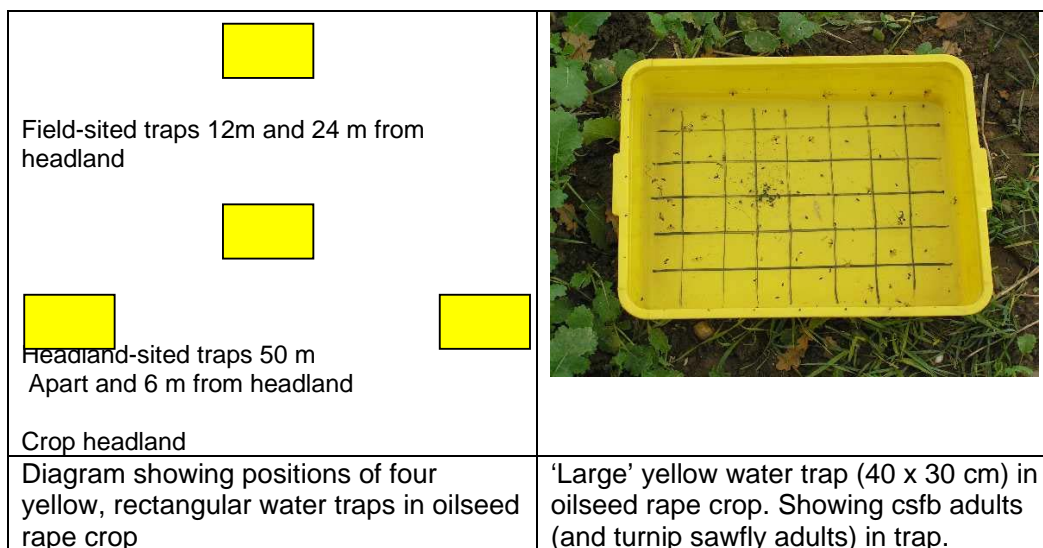 Field-sited traps 12m and 24 m from
headland
Headland-sited traps 50 m
Apart and 6 m from headland
Crop headland
Diagram showing positions of four
yellow, rectangular water traps in oilseed
rape crop
‘Large’ yellow water trap (40 x 30 cm) in
oilseed rape crop. Showing csfb adults
(and turnip sawfly adults) in trap.